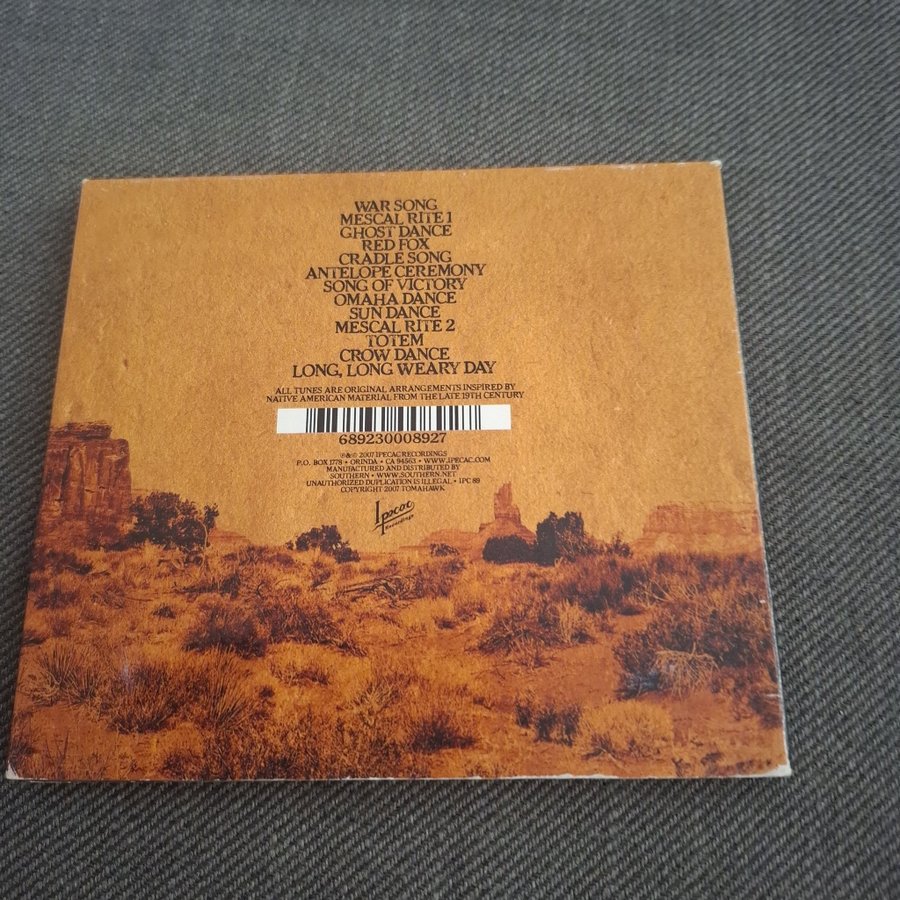 WAR SONG
MESCAL RITE 1
GHOST DANCE
RED FOX
CRADLE SONG
ANTELOPE CEREMONY
SONG OF VICTORY
OMAHA DANCE
SUN DANCE
MESCAL RITE 2
TOTEM
CROW DANCE
LONG, LONG WEARY DAY
ALL TUNES ARE ORIGINAL ARRANGEMENTS INSPIRED BY
NATIVE AMERICAN MATERIAL FROM THE LATE 19TH CENTURY
689230008927
℗&© 2007 IPECAC RECORDINGS
P.O. BOX 1778 • ORINDA • CA 94563 • WWW.IPECAC.COM
MANUFACTURED AND DISTRIBUTED BY
SOUTHERN • WWW.SOUTHERN.NET
UNAUTHORIZED DUPLICATION IS ILLEGAL • IPC 89
COPYRIGHT 2007 TOMAHAWK
Ipecac
Recordings